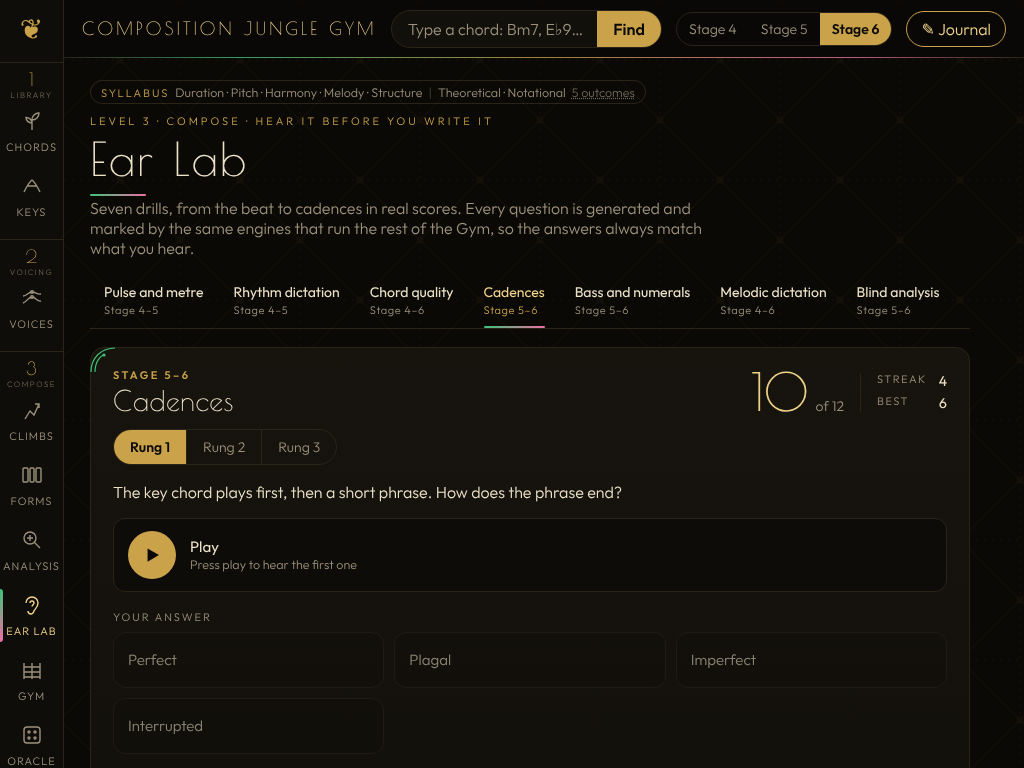 COMPOSITION JUNGLE GYM
Type a chord: Bm7, E♭9...
Find
Stage 4 Stage 5 Stage 6
✎ Journal
1
LIBRARY
CHORDS
KEYS
2
VOICING
VOICES
3
COMPOSE
CLIMBS
FORMS
ANALYSIS
EAR LAB
GYM
ORACLE
SYLLABUS Duration · Pitch · Harmony · Melody · Structure | Theoretical · Notational 5 outcomes
LEVEL 3 · COMPOSE · HEAR IT BEFORE YOU WRITE IT
Ear Lab
Seven drills, from the beat to cadences in real scores. Every question is generated and
marked by the same engines that run the rest of the Gym, so the answers always match
what you hear.
Pulse and metre Rhythm dictation Chord quality Cadences Bass and numerals Melodic dictation Blind analysis
Stage 4–5 Stage 4–5 Stage 4–6 Stage 5–6 Stage 5–6 Stage 4–6 Stage 5–6
STAGE 5–6
Cadences
10 of 12
STREAK 4
BEST 6
Rung 1 Rung 2 Rung 3
The key chord plays first, then a short phrase. How does the phrase end?
Play
Press play to hear the first one
YOUR ANSWER
Perfect Plagal Imperfect
Interrupted